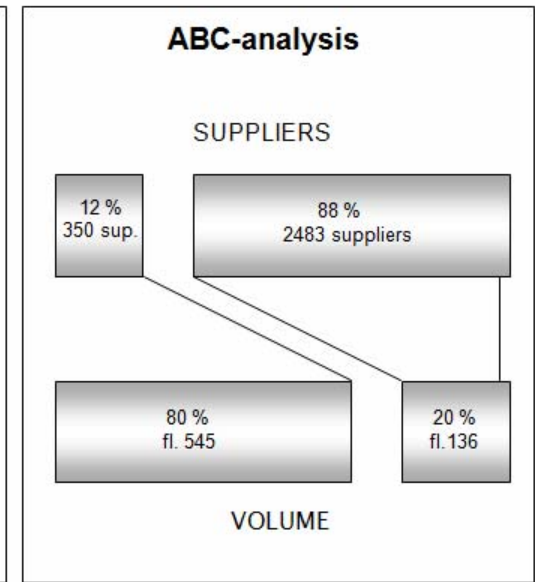 ABC-analysis
SUPPLIERS
12 %
350 sup.
88 %
2483 suppliers
80 %
fl. 545
20 %
fl.136
VOLUME